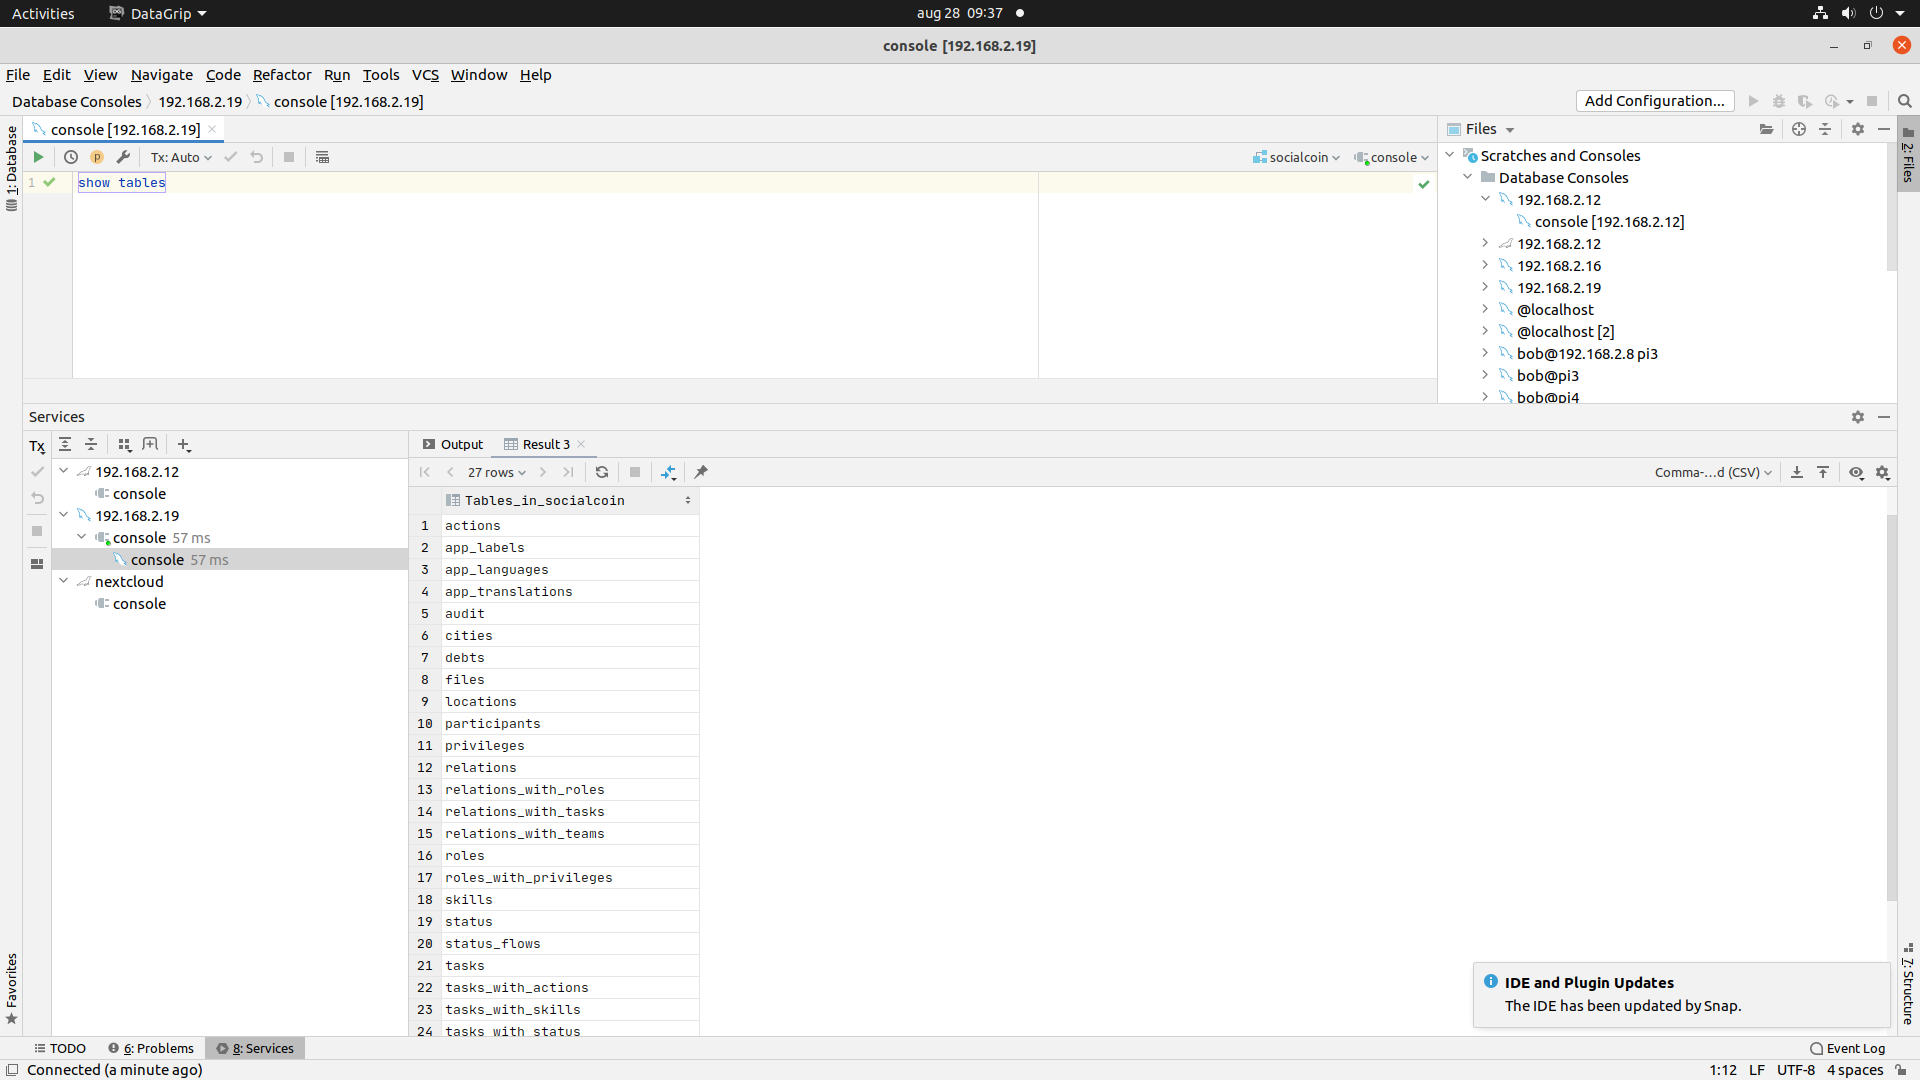 Activities DataGrip aug 28 09:37
console [192.168.2.19]
File Edit View Navigate Code Refactor Run Tools VCS Window Help
Database Consoles 192.168.2.19 console [192.168.2.19] Add Configuration...
1: Database
console [192.168.2.19]
Tx: Auto socialcoin console
1 show tables
Files
2: Files
Scratches and Consoles
Database Consoles
192.168.2.12
console [192.168.2.12]
192.168.2.12
192.168.2.16
192.168.2.19
@localhost
@localhost [2]
bob@192.168.2.8 pi3
bob@pi3
bob@pi4
Services
Tx
192.168.2.12
console
192.168.2.19
console 57 ms
console 57 ms
nextcloud
console
Output Result 3
27 rows Comma-...d (CSV)
Tables_in_socialcoin
1 actions
2 app_labels
3 app_languages
4 app_translations
5 audit
6 cities
7 debts
8 files
9 locations
10 participants
11 privileges
12 relations
13 relations_with_roles
14 relations_with_tasks
15 relations_with_teams
16 roles
17 roles_with_privileges
18 skills
19 status
20 status_flows
21 tasks
22 tasks_with_actions
23 tasks_with_skills
24 tasks_with_status
Favorites
7: Structure
IDE and Plugin Updates
The IDE has been updated by Snap.
TODO 6: Problems 8: Services Event Log
Connected (a minute ago) 1:12 LF UTF-8 4 spaces